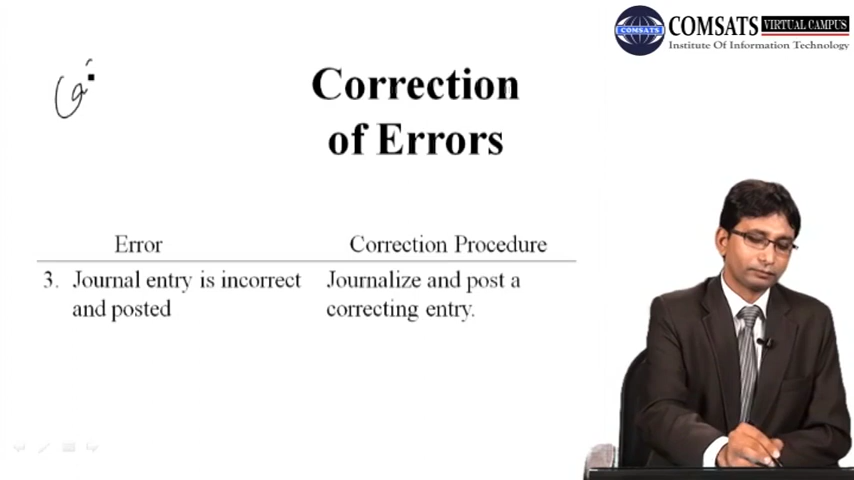 COMSATS VIRTUAL CAMPUS
COMSATS
Institute Of Information Technology
Correction
of Errors
Error Correction Procedure
3. Journal entry is incorrect Journalize and post a
and posted correcting entry.